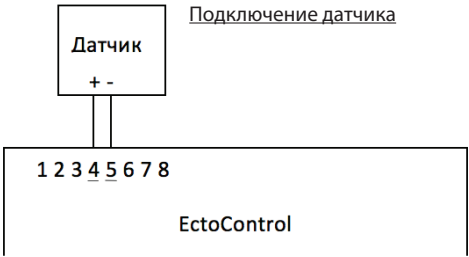 Подключение датчика
Датчик
+ -
1 2 3 4 5 6 7 8
EctoControl